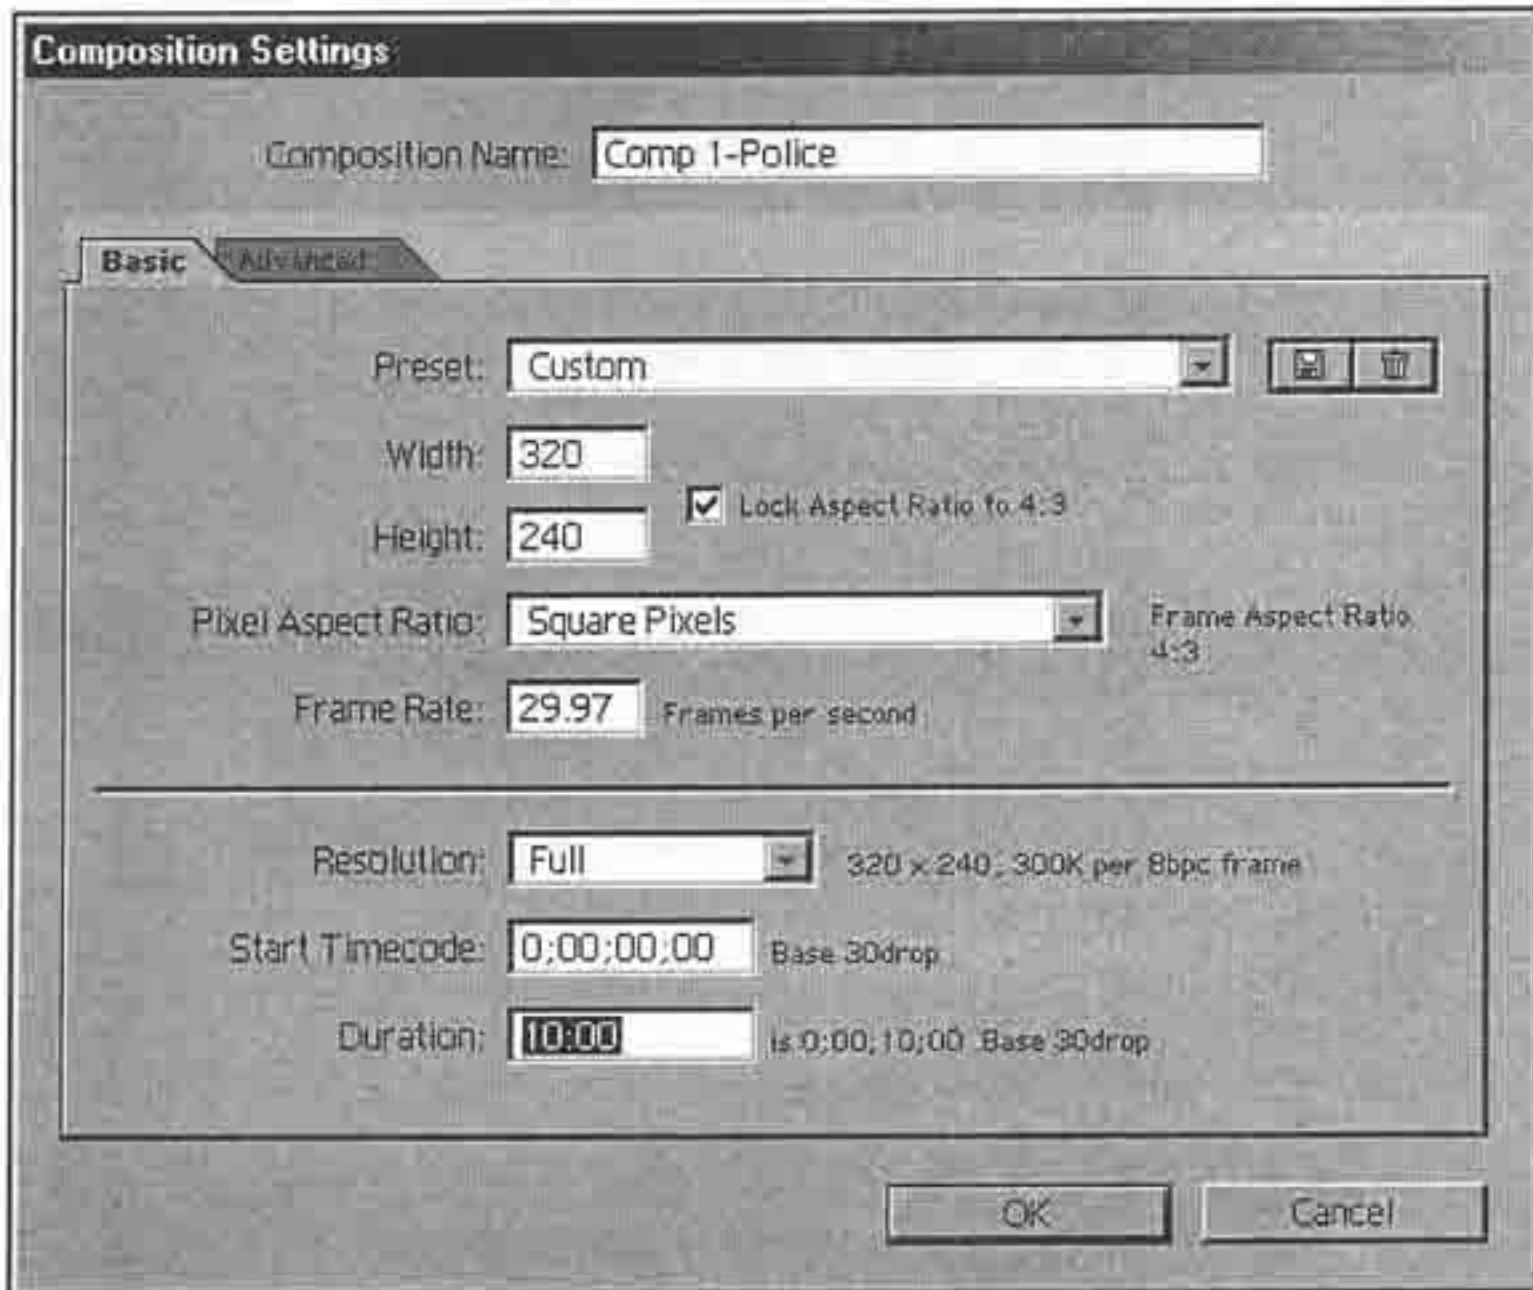 Composition Settings
Composition Name: Comp 1-Police
Basic Advanced
Preset: Custom
Width: 320
Lock Aspect Ratio to 4:3
Height: 240
Pixel Aspect Ratio: Square Pixels Frame Aspect Ratio
4:3
Frame Rate: 29.97 Frames per second
Resolution: Full 320 x 240, 300K per 8bpc frame
Start Timecode: 0;00;00;00 Base 30drop
Duration: 10:00 is 0;00;10;00 Base 30drop
OK Cancel